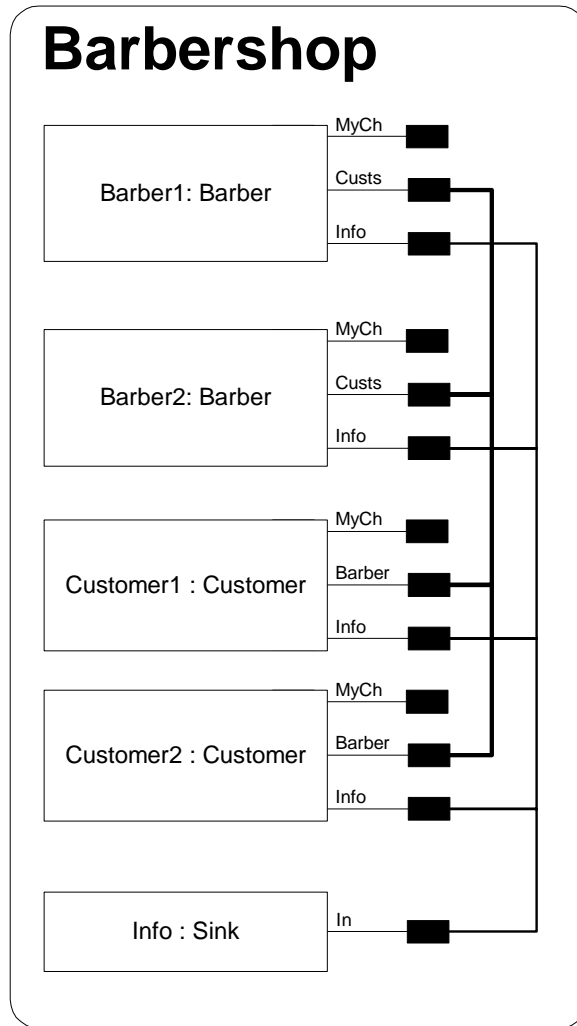 Barbershop
MyCh
Barber1: Barber
Custs
Info
MyCh
Barber2: Barber
Custs
Info
MyCh
Customer1 : Customer
Barber
Info
MyCh
Customer2 : Customer
Barber
Info
Info : Sink
In